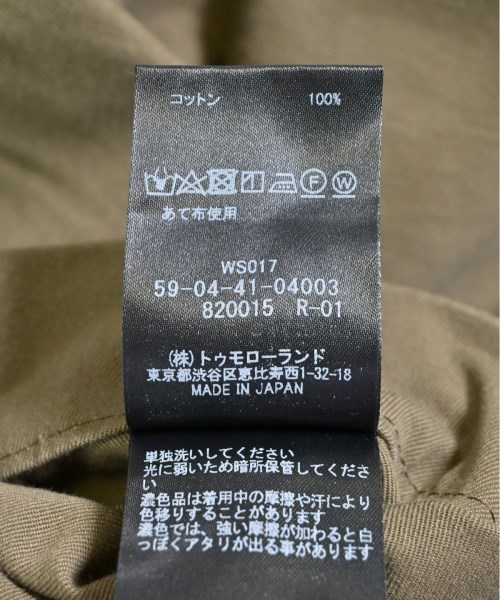 コットン 100%
F W
あて布使用
WS017
59-04-41-04003
820015 R-01
(株)トゥモローランド
東京都渋谷区恵比寿西1-32-18
MADE IN JAPAN
単独洗いしてください
光に弱いため暗所保管してくださ
い
濃色品は着用中の摩擦や汗により
色移りすることがあります
濃色では、強い摩擦が加わると白
っぽくアタリが出る事があります